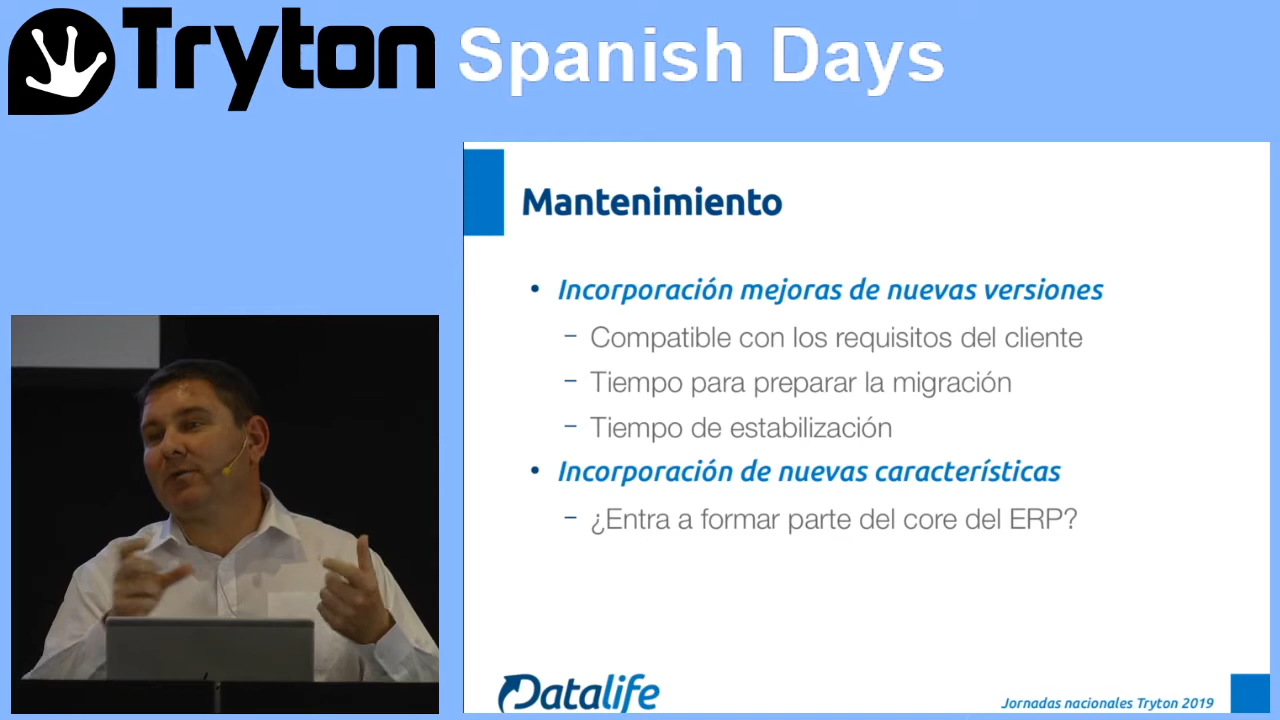 Tryton Spanish Days
Mantenimiento
• Incorporación mejoras de nuevas versiones
– Compatible con los requisitos del cliente
– Tiempo para preparar la migración
– Tiempo de estabilización
• Incorporación de nuevas características
– ¿Entra a formar parte del core del ERP?
Datalife
Jornadas nacionales Tryton 2019